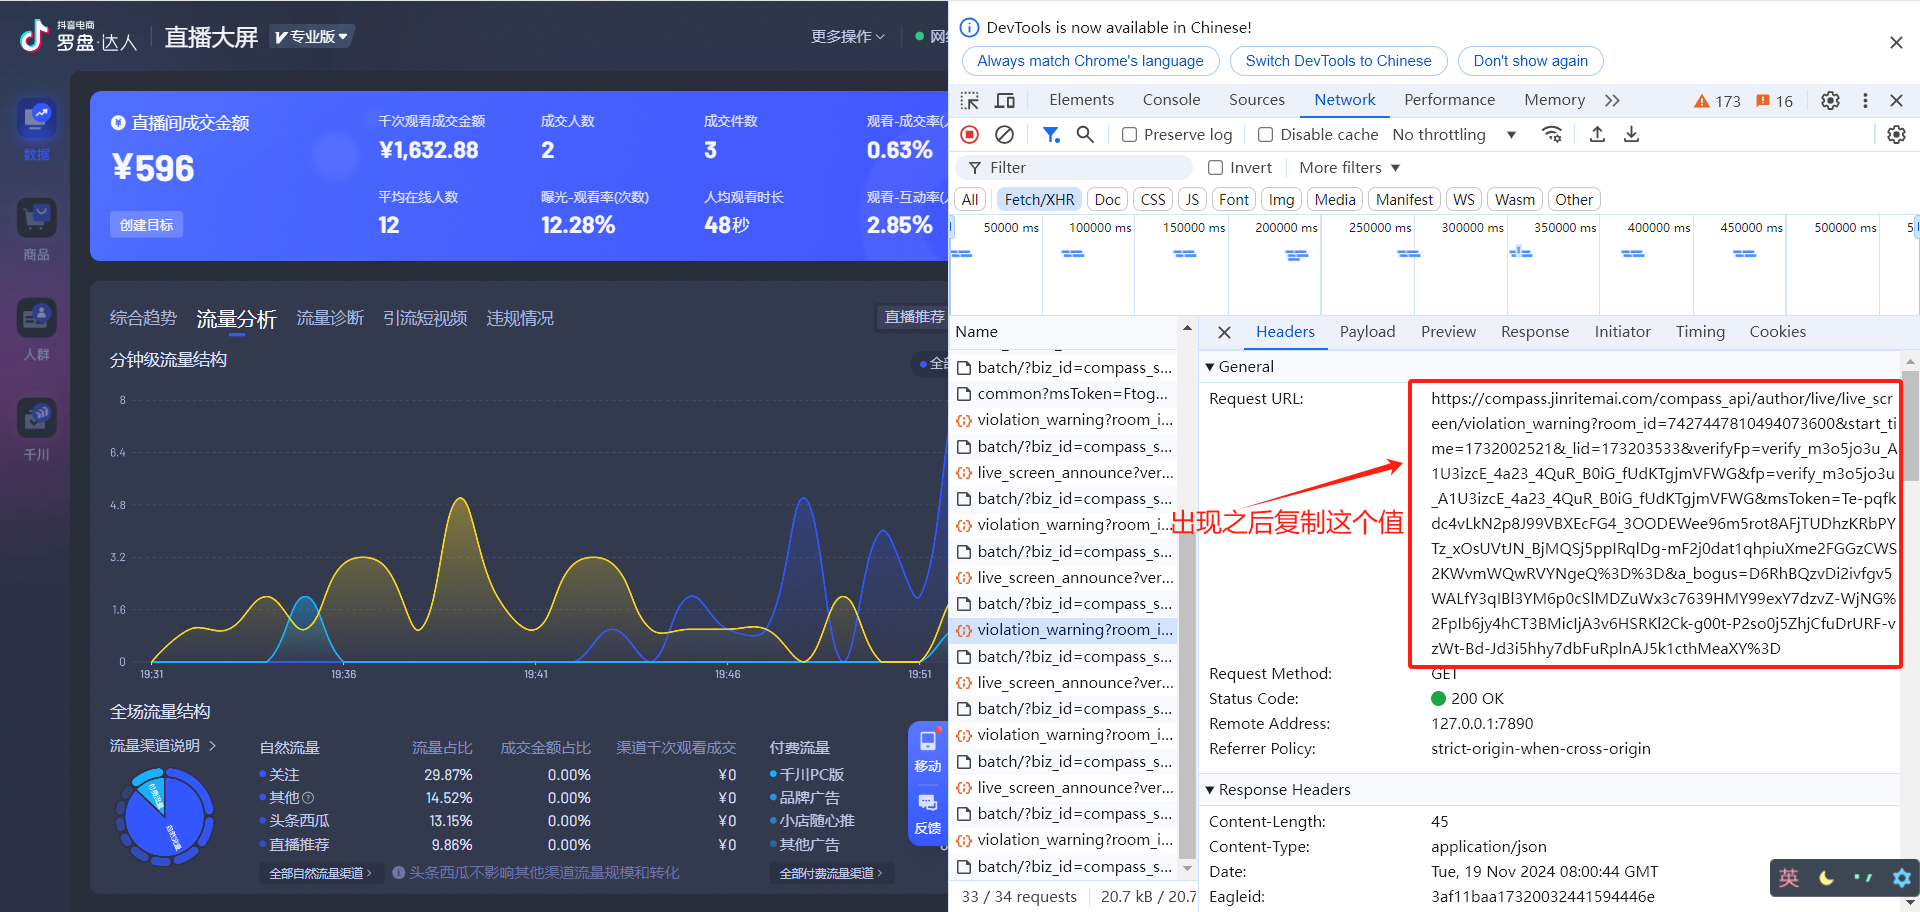 抖音电商
罗盘·达人
直播大屏
专业版
更多操作
数据
商品
人群
千川
直播间成交金额
¥596
创建目标
千次观看成交金额
¥1,632.88
成交人数
2
成交件数
3
观看-成交率(
0.63%
平均在线人数
12
曝光-观看率(次数)
12.28%
人均观看时长
48秒
观看-互动率(
2.85%
综合趋势
流量分析
流量诊断
引流短视频
违规情况
直播推荐
分钟级流量结构
8
6.4
4.8
3.2
1.6
0
19:31
19:36
19:41
19:46
19:51
全场流量结构
流量渠道说明
自然流量
流量占比
成交金额占比
渠道千次观看成交
付费流量
关注
29.87%
0.00%
¥0
千川PC版
其他
14.52%
0.00%
¥0
品牌广告
头条西瓜
13.15%
0.00%
¥0
小店随心推
直播推荐
9.86%
0.00%
¥0
其他广告
全部自然流量渠道
头条西瓜不影响其他渠道流量规模和转化
全部付费流量渠道
移动
反馈
DevTools is now available in Chinese!
Always match Chrome's language
Switch DevTools to Chinese
Don't show again
Elements
Console
Sources
Network
Performance
Memory
173
16
Preserve log
Disable cache
No throttling
Filter
Invert
More filters
All
Fetch/XHR
Doc
CSS
JS
Font
Img
Media
Manifest
WS
Wasm
Other
50000 ms
100000 ms
150000 ms
200000 ms
250000 ms
300000 ms
350000 ms
400000 ms
450000 ms
500000 ms
Name
batch/?biz_id=compass_s...
common?msToken=Ftog...
violation_warning?room_i...
batch/?biz_id=compass_s...
live_screen_announce?ver...
batch/?biz_id=compass_s...
violation_warning?room_i...
batch/?biz_id=compass_s...
live_screen_announce?ver...
batch/?biz_id=compass_s...
violation_warning?room_i...
batch/?biz_id=compass_s...
live_screen_announce?ver...
batch/?biz_id=compass_s...
violation_warning?room_i...
batch/?biz_id=compass_s...
live_screen_announce?ver...
batch/?biz_id=compass_s...
violation_warning?room_i...
batch/?biz_id=compass_s...
33 / 34 requests
20.7 kB / 20.7
Headers
Payload
Preview
Response
Initiator
Timing
Cookies
General
Request URL:
https://compass.jinritemai.com/compass_api/author/live/live_scr
een/violation_warning?room_id=7427447810494073600&start_ti
me=1732002521&_lid=173203533&verifyFp=verify_m3o5jo3u_A
1U3izcE_4a23_4QuR_B0iG_fUdKTgjmVFWG&fp=verify_m3o5jo3u
_A1U3izcE_4a23_4QuR_B0iG_fUdKTgjmVFWG&msToken=Te-pqfk
dc4vLkN2p8J99VBXEcFG4_3OODEWee96m5rot8AFjTUDhzKRbPY
Tz_xOsUVtJN_BjMQSj5ppIRqlDg-mF2j0dat1qhpiuXme2FGGzCWS
2KWvmWQwRVYNgeQ%3D%3D&a_bogus=D6RhBQzvDi2ivfgv5
WALfY3qIBl3YM6p0cSlMDZuWx3c7639HMY99exY7dzvZ-WjNG%
2FpIb6jy4hCT3BMicIjA3v6HSRKl2Ck-g00t-P2so0j5ZhjCfuDrURF-v
zWt-Bd-Jd3i5hhy7dbFuRplnAJ5k1cthMeaXY%3D
出现之后复制这个值
Request Method:
GET
Status Code:
200 OK
Remote Address:
127.0.0.1:7890
Referrer Policy:
strict-origin-when-cross-origin
Response Headers
Content-Length:
45
Content-Type:
application/json
Date:
Tue, 19 Nov 2024 08:00:44 GMT
Eagleid:
3af11baa17320032441594446e
英